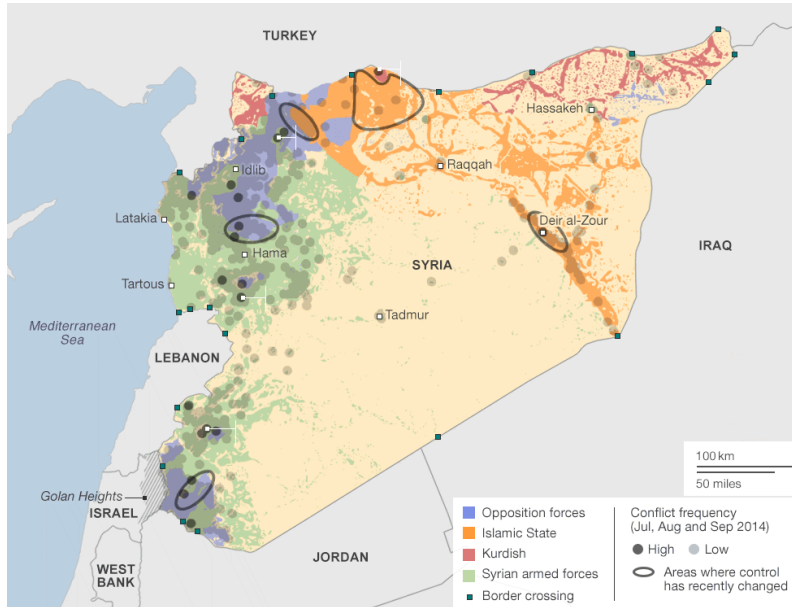 TURKEY
Hassakeh
Raqqah
Idlib
Latakia
Deir al-Zour
IRAQ
Hama
SYRIA
Tartous
Tadmur
Mediterranean
Sea
LEBANON
Golan Heights
ISRAEL
WEST
BANK
JORDAN
100 km
50 miles
Opposition forces
Islamic State
Kurdish
Syrian armed forces
Border crossing
Conflict frequency
(Jul, Aug and Sep 2014)
High Low
Areas where control
has recently changed